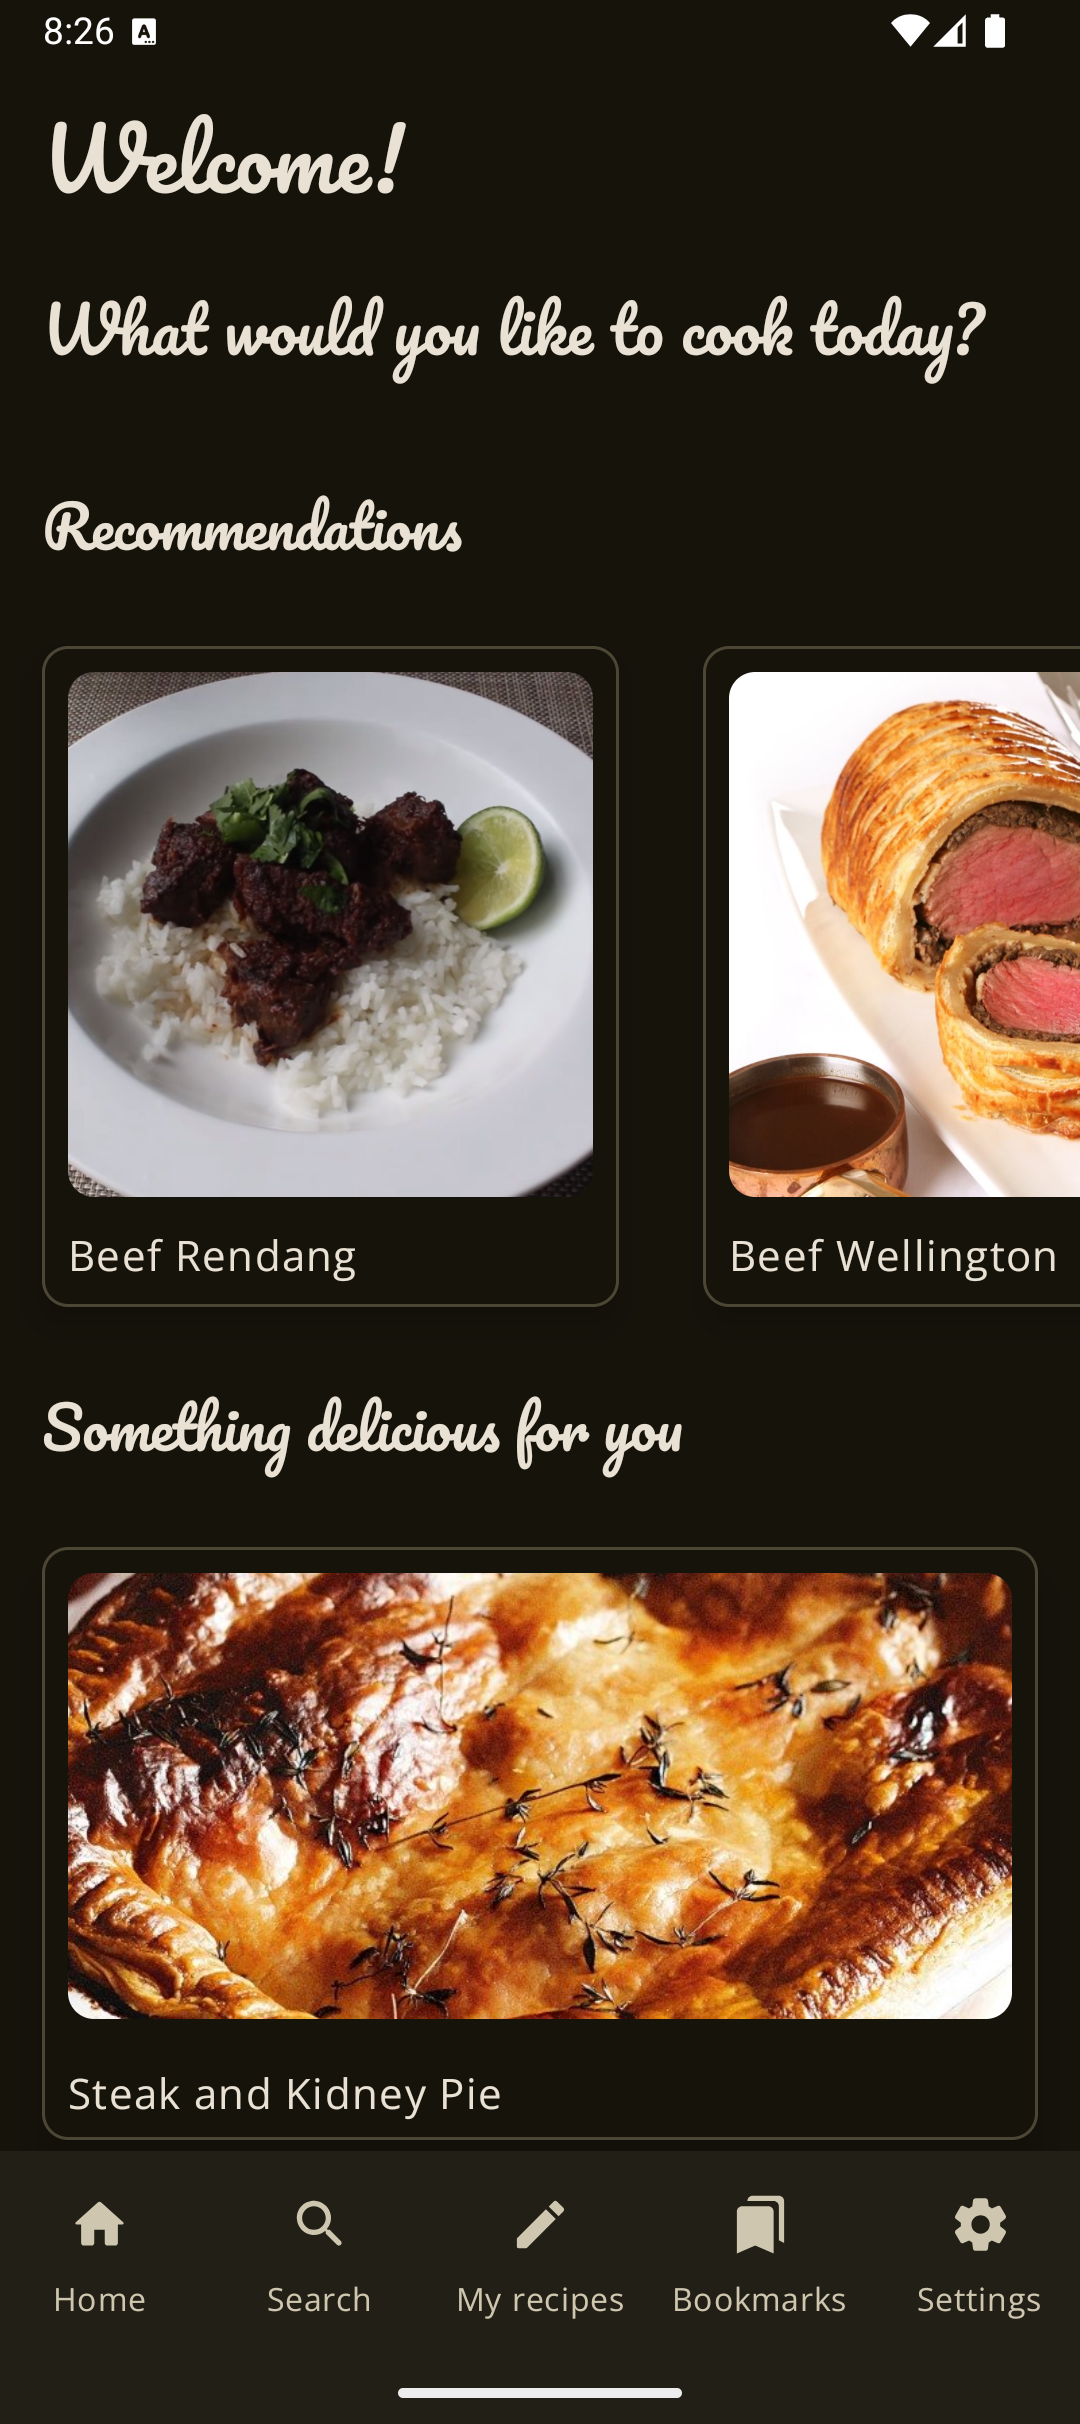 8:26
Welcome!
What would you like to cook today?
Recommendations
Beef Rendang
Beef Wellington
Something delicious for you
Steak and Kidney Pie
Home
Search
My recipes
Bookmarks
Settings